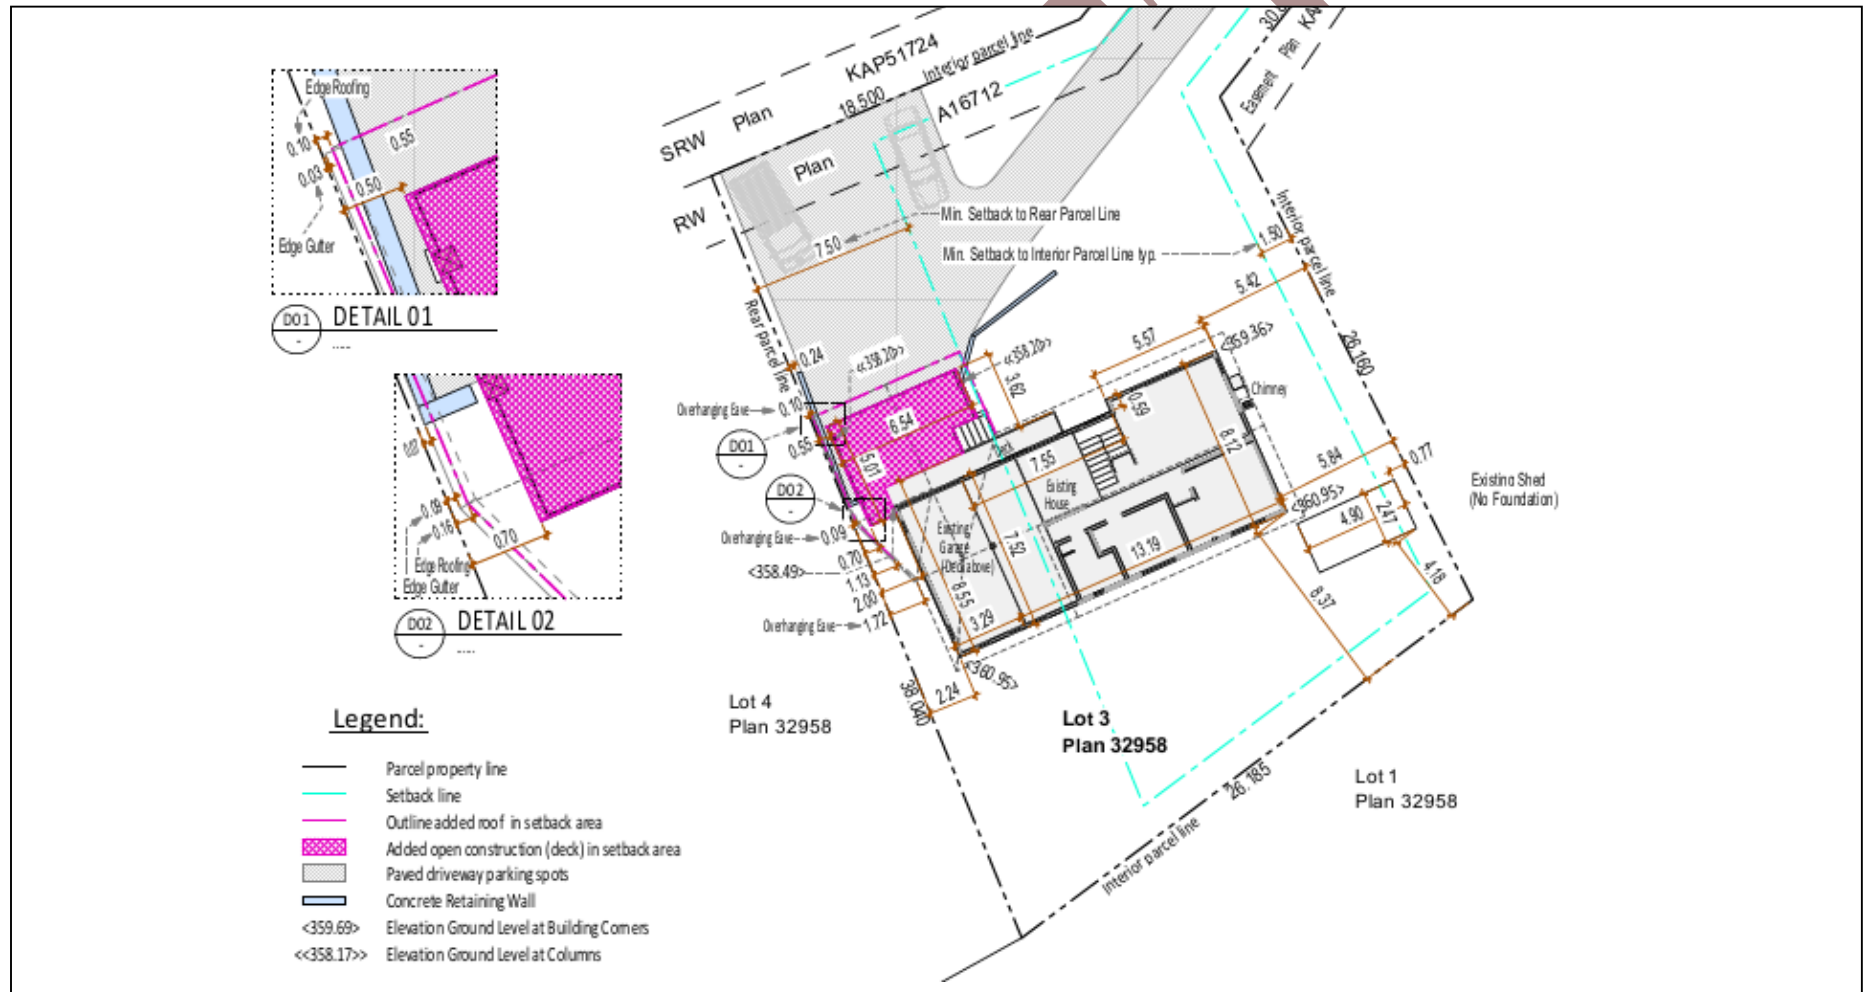 Edge Roofing
0.10
0.55
0.03
0.50
Edge Gutter
D01
-
DETAIL 01
0.09
0.16
0.70
Edge Roofing
Edge Gutter
D02
-
DETAIL 02
Legend:
Parcel property line
Setback line
Outline added roof in setback area
Added open construction (deck) in setback area
Paved driveway parking spots
Concrete Retaining Wall
<359.69> Elevation Ground Level at Building Corners
<<358.17>> Elevation Ground Level at Columns
SRW Plan KAP51724
Interior parcel line
18.500
RW Plan A16712
Easement Plan
Min. Setback to Rear Parcel Line
7.50
Min. Setback to Interior Parcel Line typ.
1.50
Interior parcel line
5.42
26.160
Rear parcel line
0.24
<<358.20>>
<<358.20>>
3.62
5.57
<359.36>
Chimney
Overhanging Eave
0.10
D01
-
0.55
6.54
5.01
0.59
8.12
7.55
Existing
House
5.84
0.77
Existino Shed
(No Foundation)
D02
-
Overhanging Eave
0.09
<358.49>
0.70
1.13
2.00
Overhanging Eave
1.72
Existing
Garage
(Deck above)
7.52
8.55
3.29
13.19
<360.95>
<360.95>
4.90
2.47
4.18
8.37
2.24
38.040
Lot 4
Plan 32958
Lot 3
Plan 32958
Lot 1
Plan 32958
26.185
Interior parcel line